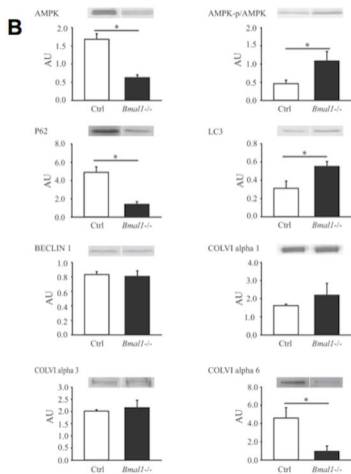 B
AMPK
*
2.0
1.5
1.0
0.5
0.0
AU
Ctrl Bmal1-/-
AMPK-p/AMPK
*
2.0
1.5
1.0
0.5
0.0
AU
Ctrl Bmal1-/-
P62
*
8.0
6.0
4.0
2.0
0.0
AU
Ctrl Bmal1-/-
LC3
*
0.8
0.6
0.4
0.2
0.0
AU
Ctrl Bmal1-/-
BECLIN 1
1.0
0.8
0.6
0.4
0.2
0.0
AU
Ctrl Bmal1-/-
COLVI alpha 1
4.0
3.0
2.0
1.0
0.0
AU
Ctrl Bmal1-/-
COLVI alpha 3
3.0
2.5
2.0
1.5
1.0
0.5
0.0
AU
Ctrl Bmal1-/-
COLVI alpha 6
*
8.0
6.0
4.0
2.0
0.0
AU
Ctrl Bmal1-/-